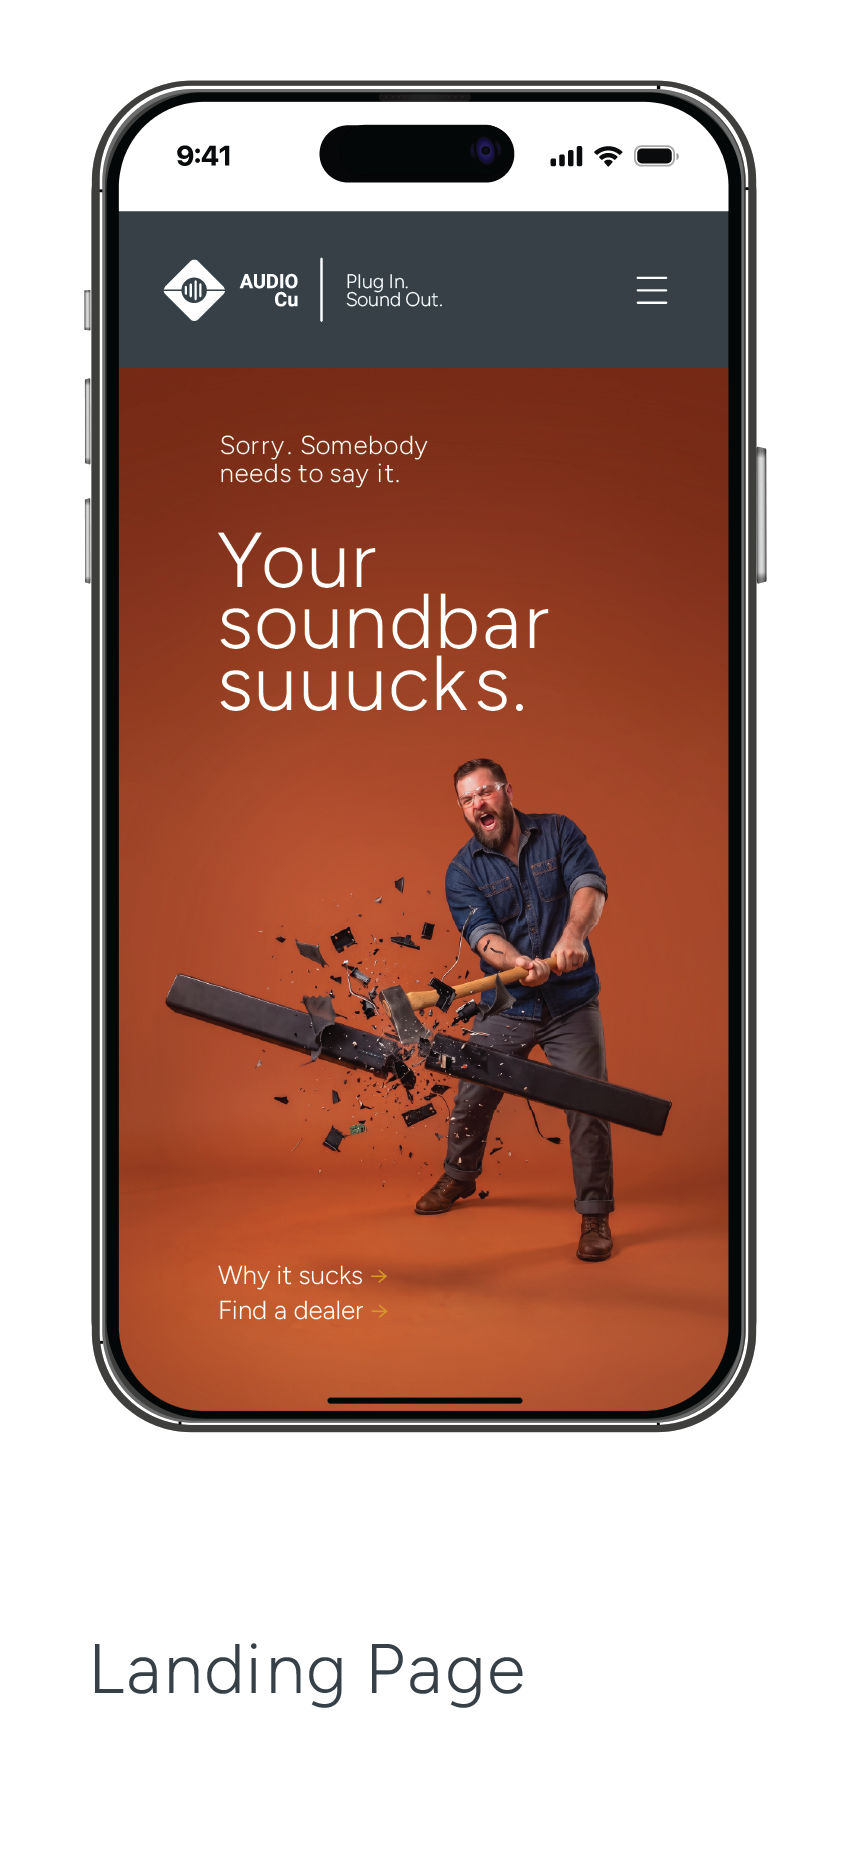 9:41
AUDIO
Cu
Plug In.
Sound Out.
Sorry. Somebody
needs to say it.
Your
soundbar
suuucks.
Why it sucks →
Find a dealer →
Landing Page